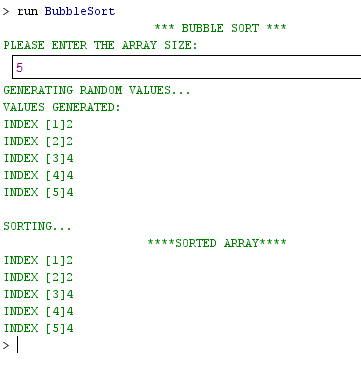 > run BubbleSort
*** BUBBLE SORT ***
PLEASE ENTER THE ARRAY SIZE:
5
GENERATING RANDOM VALUES...
VALUES GENERATED:
INDEX [1]2
INDEX [2]2
INDEX [3]4
INDEX [4]4
INDEX [5]4
SORTING...
****SORTED ARRAY****
INDEX [1]2
INDEX [2]2
INDEX [3]4
INDEX [4]4
INDEX [5]4
>